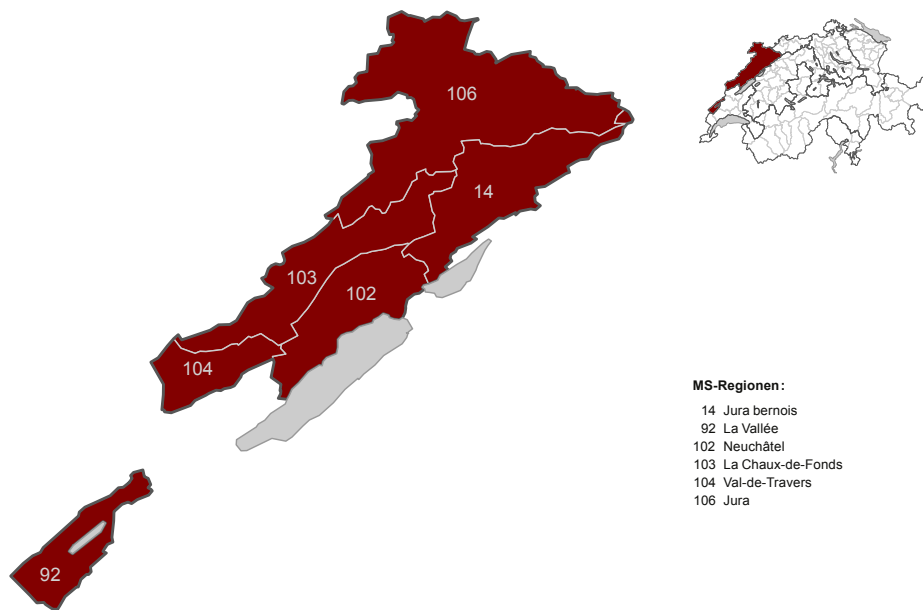 106
14
103
102
104
92
MS-Regionen:
14 Jura bernois
92 La Vallée
102 Neuchâtel
103 La Chaux-de-Fonds
104 Val-de-Travers
106 Jura